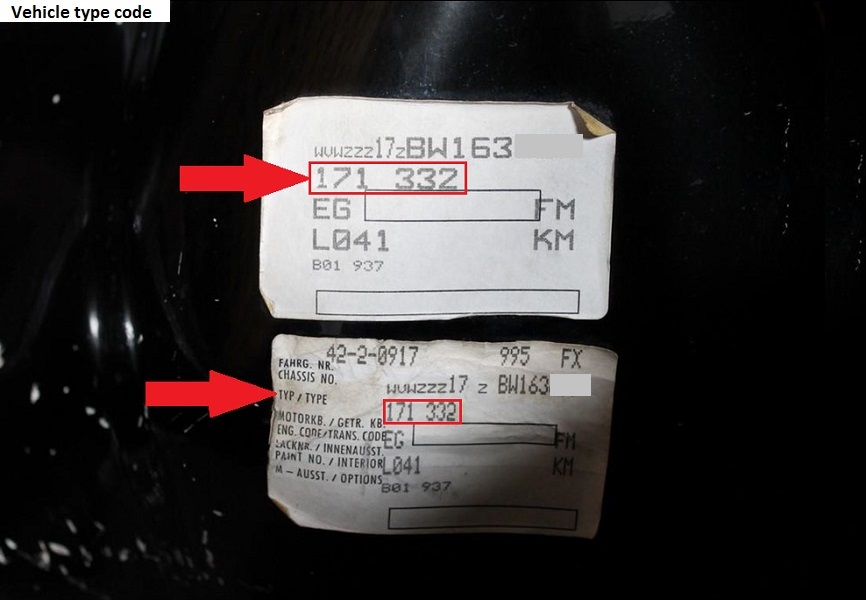 Vehicle type code
WVWZZZ17ZBW163
171 332
EG FM
L041 KM
B01 937
42-2-0917 995 FX
FAHRG. NR.
CHASSIS NO. WVWZZZ17 Z BW163
TYP / TYPE 171 332
MOTORKB. / GETR. KB.
ENG. CODE/TRANS. CODE EG FM
LACKNR. / INNENAUSST.
PAINT NO. / INTERIOR L041 KM
M – AUSST. / OPTIONS B01 937